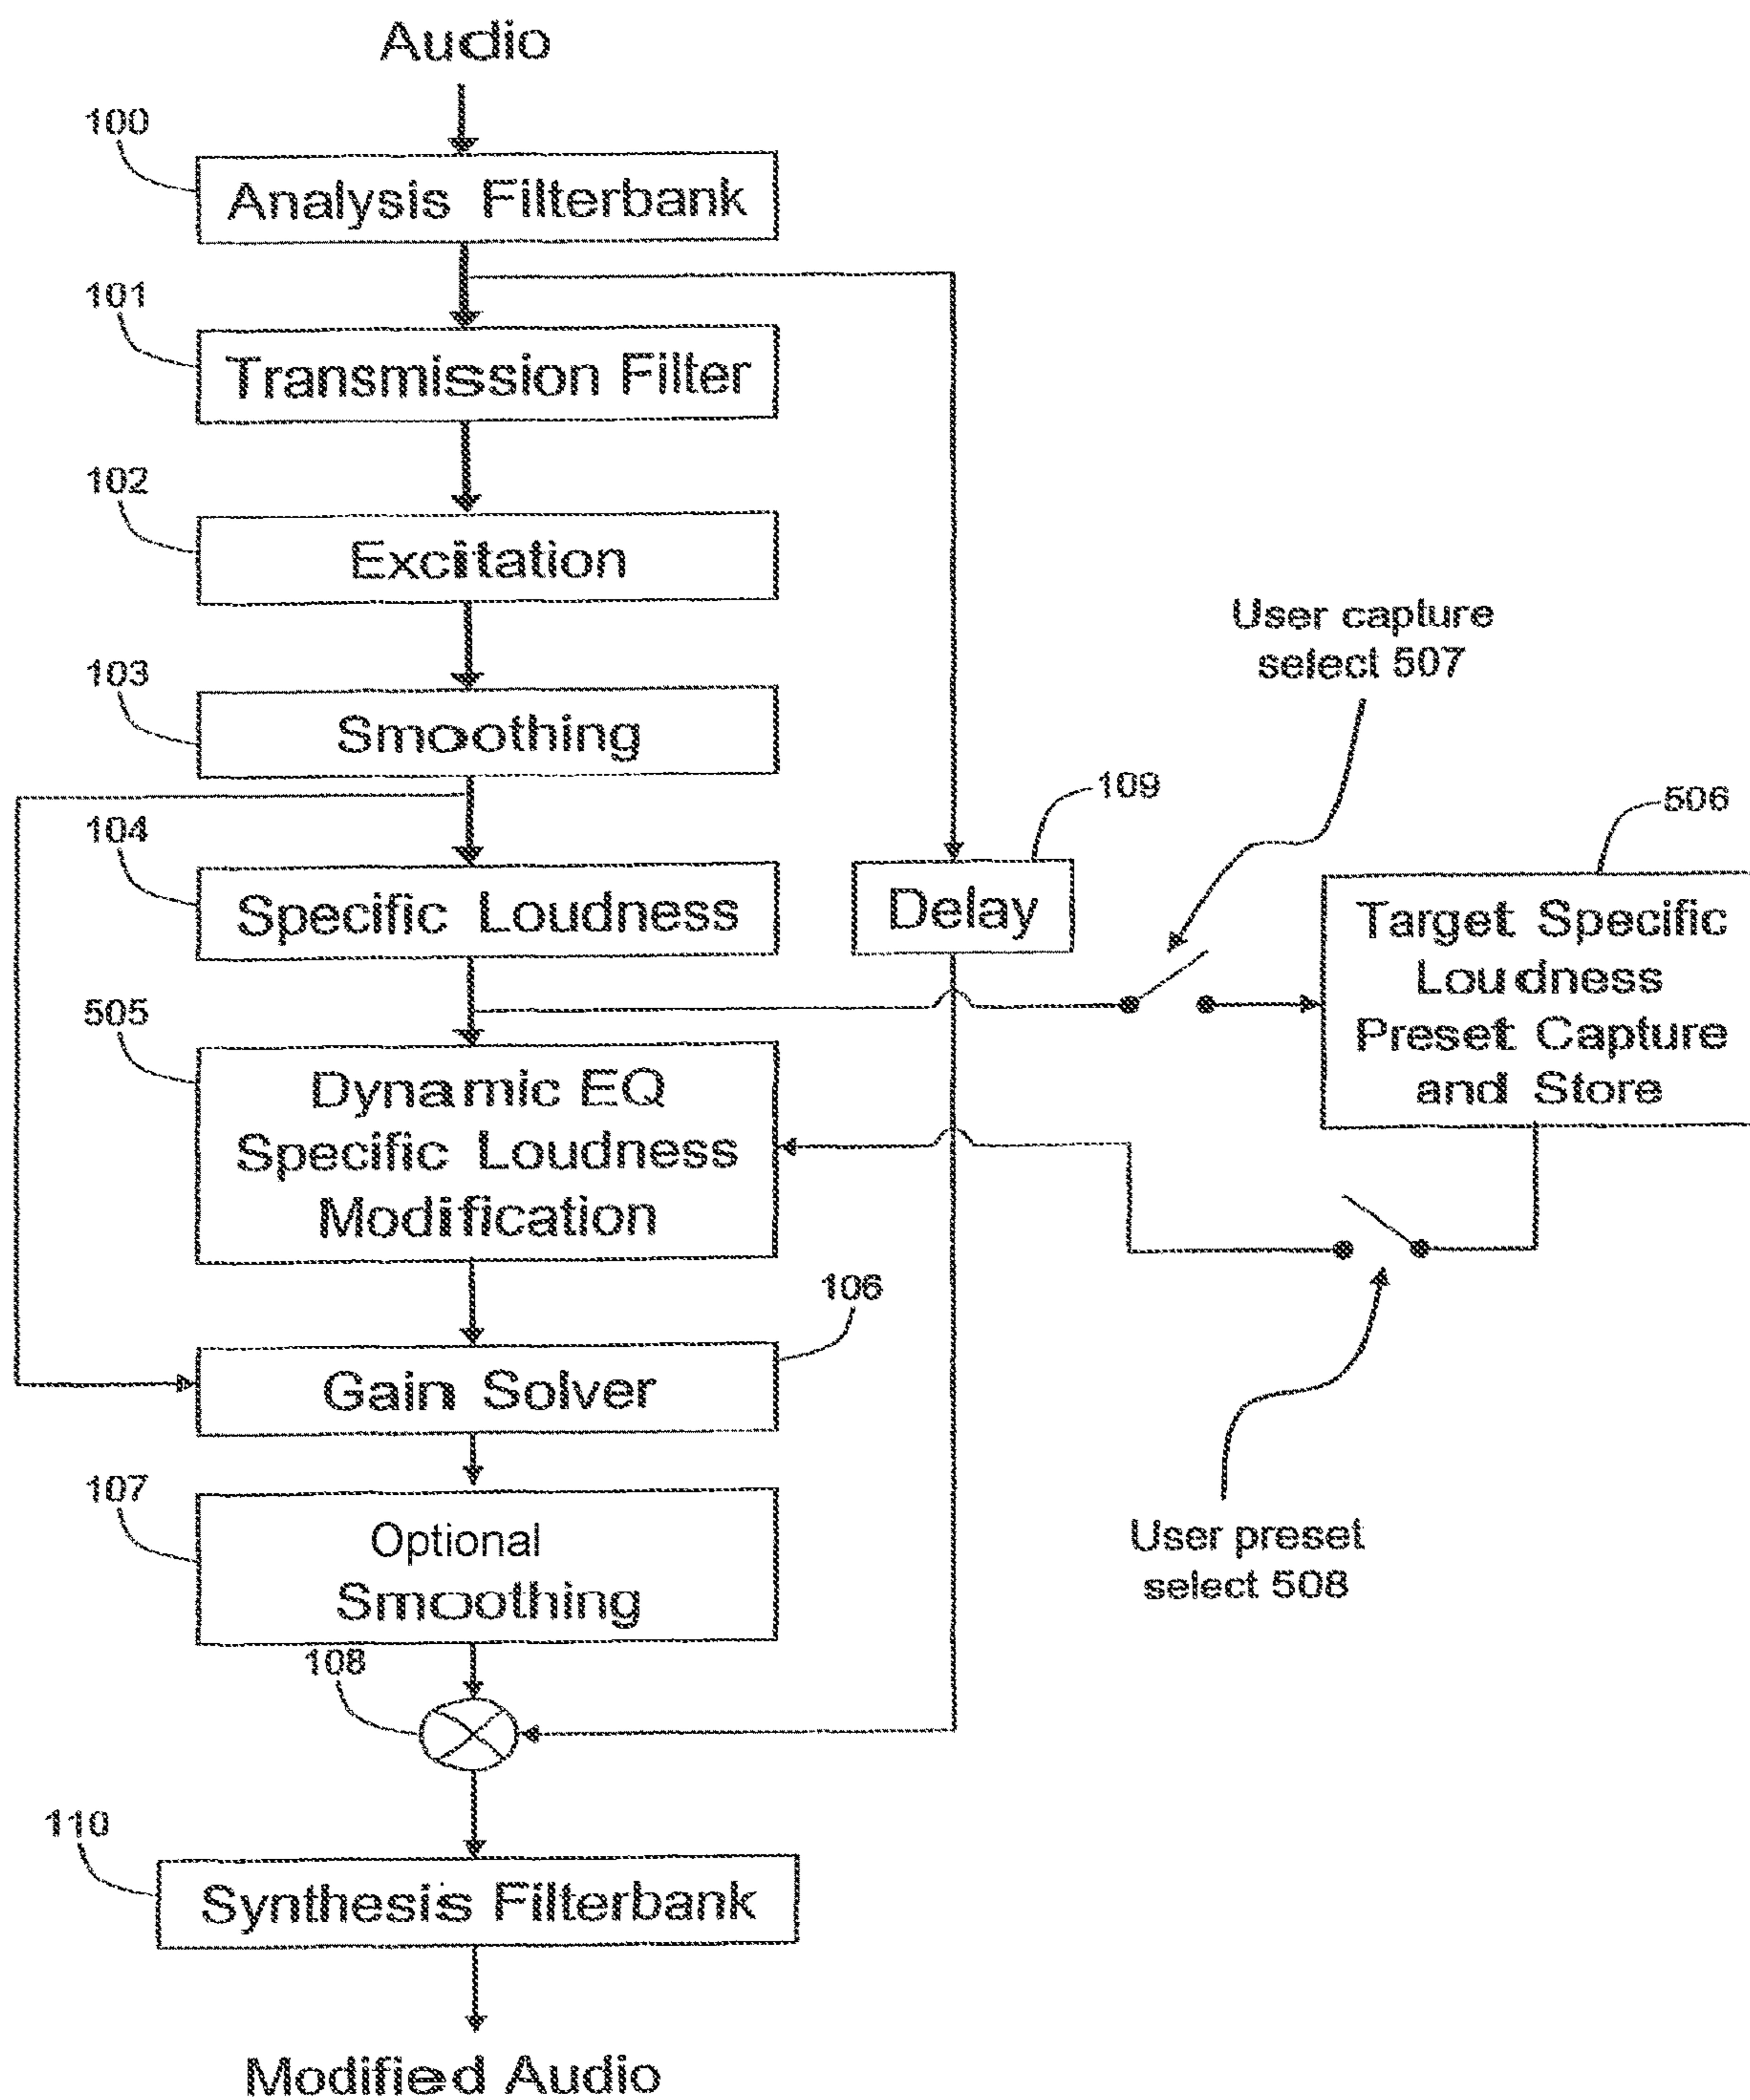 Audio
100
Analysis Filterbank
101
Transmission Filter
102
Excitation
103
Smoothing
104
Specific Loudness
109
Delay
User capture
select 507
506
Target Specific
Loudness
Preset Capture
and Store
505
Dynamic EQ
Specific Loudness
Modification
106
Gain Solver
107
Optional
Smoothing
User preset
select 508
108
110
Synthesis Filterbank
Modified Audio